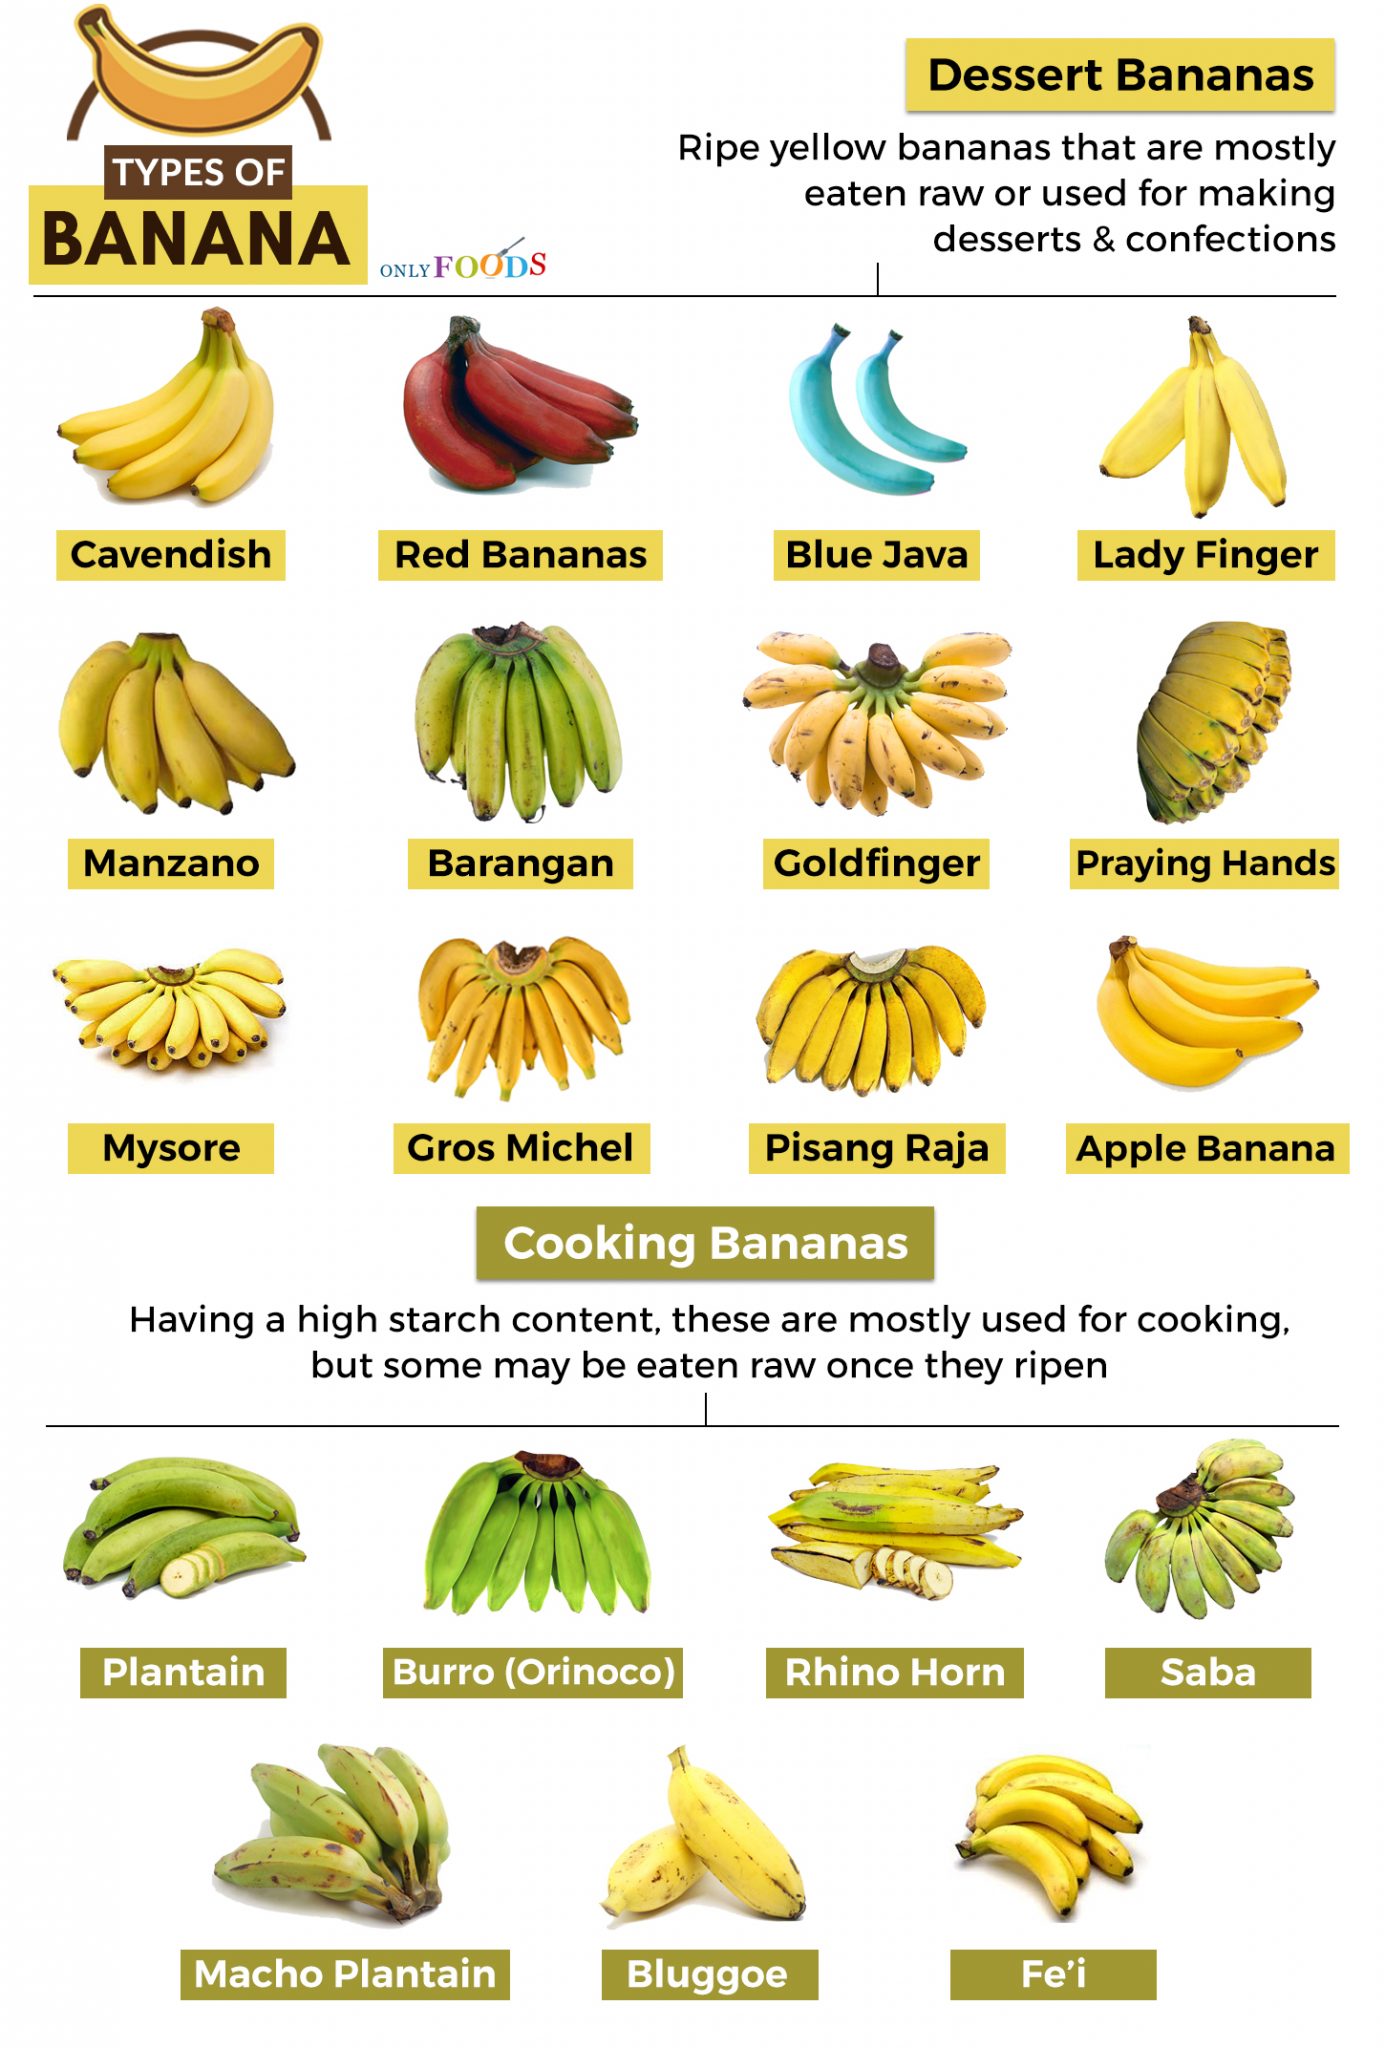 TYPES OF
BANANA
ONLY FOODS
Dessert Bananas
Ripe yellow bananas that are mostly
eaten raw or used for making
desserts & confections
Cavendish
Red Bananas
Blue Java
Lady Finger
Manzano
Barangan
Goldfinger
Praying Hands
Mysore
Gros Michel
Pisang Raja
Apple Banana
Cooking Bananas
Having a high starch content, these are mostly used for cooking,
but some may be eaten raw once they ripen
Plantain
Burro (Orinoco)
Rhino Horn
Saba
Macho Plantain
Bluggoe
Fe’i